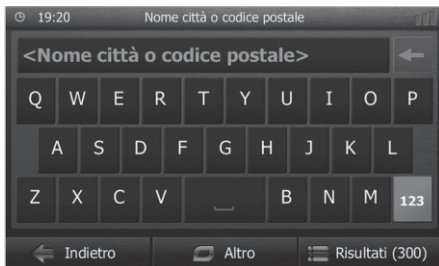 19:20 Nome città o codice postale
<Nome città o codice postale>
Q W E R T Y U I O P
A S D F G H J K L
Z X C V B N M 123
Indietro Altro Risultati (300)